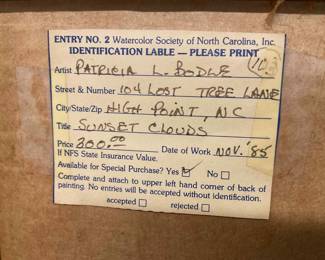 ENTRY NO. 2 Watercolor Society of North Carolina, Inc.
IDENTIFICATION LABLE — PLEASE PRINT
Artist PATRICIA L. BODLE
Street & Number 104 LOST TREE LANE
City/State/Zip HIGH POINT, NC
Title SUNSET CLOUDS
Price 300.00 Date of Work NOV. '85
If NFS State Insurance Value.
Available for Special Purchase? Yes ☑ No ☐
Complete and attach to upper left hand corner of back of
painting. No entries will be accepted without identification.
accepted ☐ rejected ☐